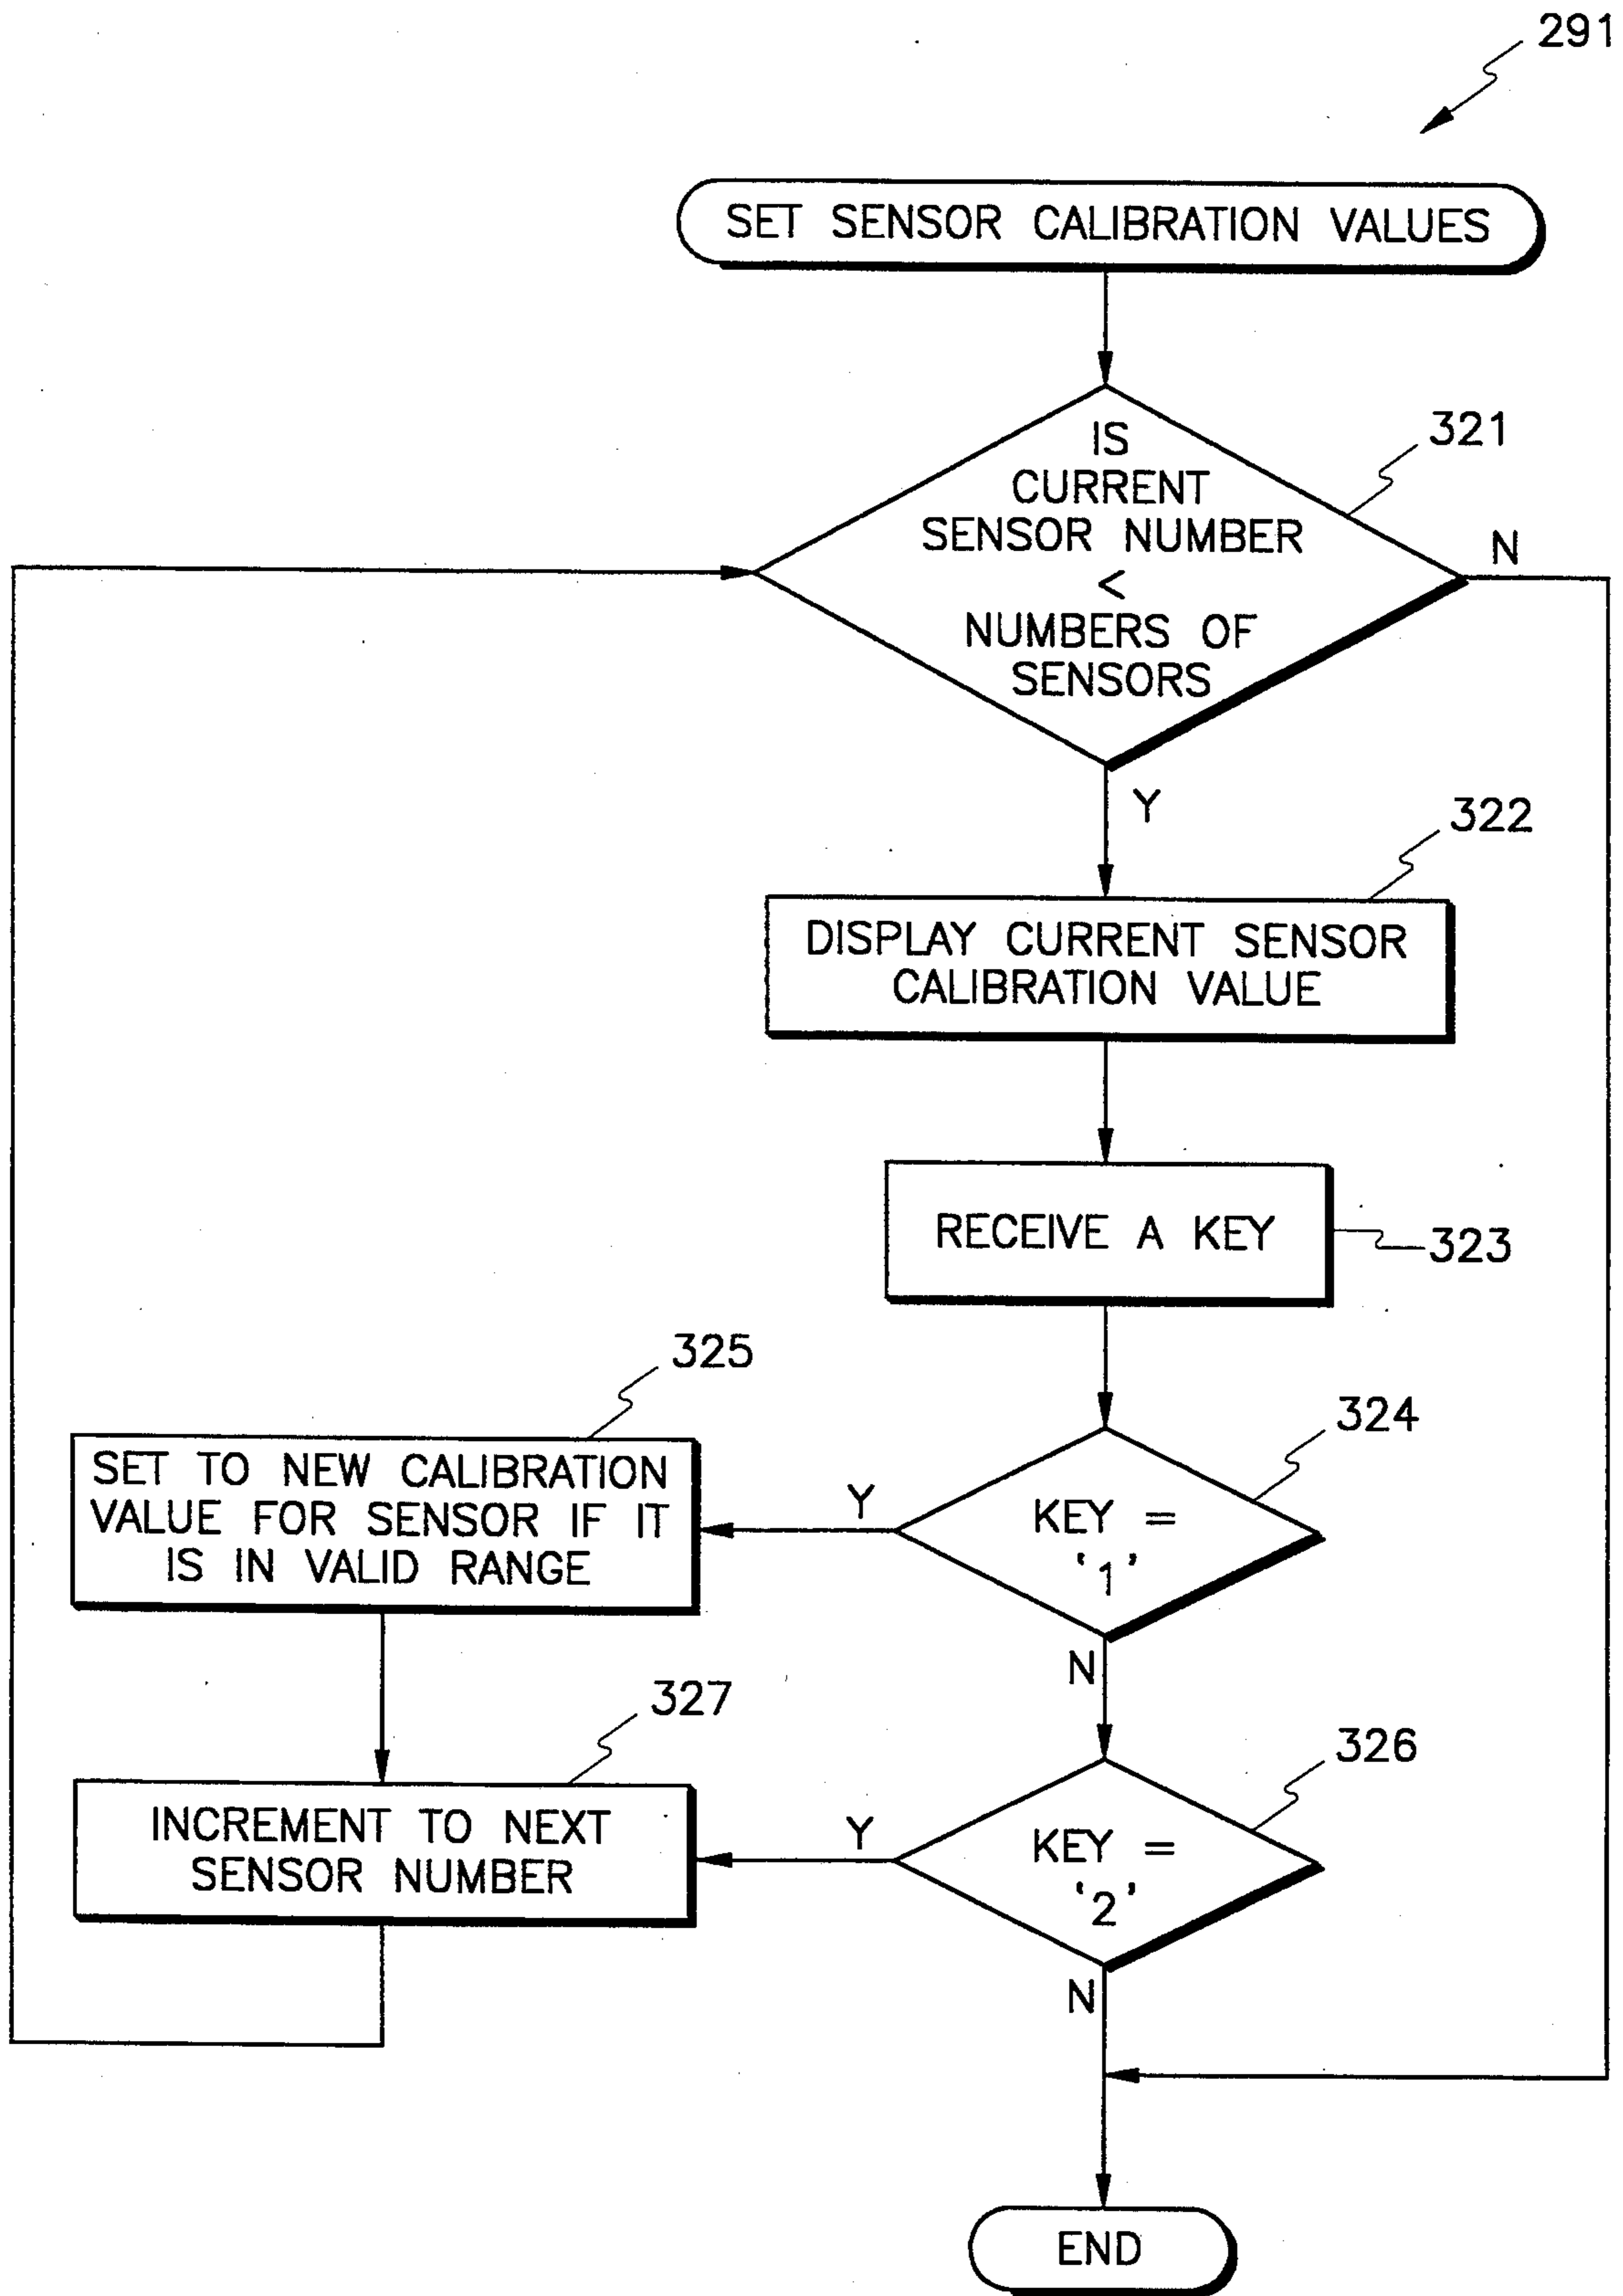 291
SET SENSOR CALIBRATION VALUES
IS
CURRENT
SENSOR NUMBER
<
NUMBERS OF
SENSORS
321
N
Y
322
DISPLAY CURRENT SENSOR
CALIBRATION VALUE
RECEIVE A KEY
323
325
SET TO NEW CALIBRATION
VALUE FOR SENSOR IF IT
IS IN VALID RANGE
Y
324
KEY =
'1'
N
327
INCREMENT TO NEXT
SENSOR NUMBER
Y
326
KEY =
'2'
N
END